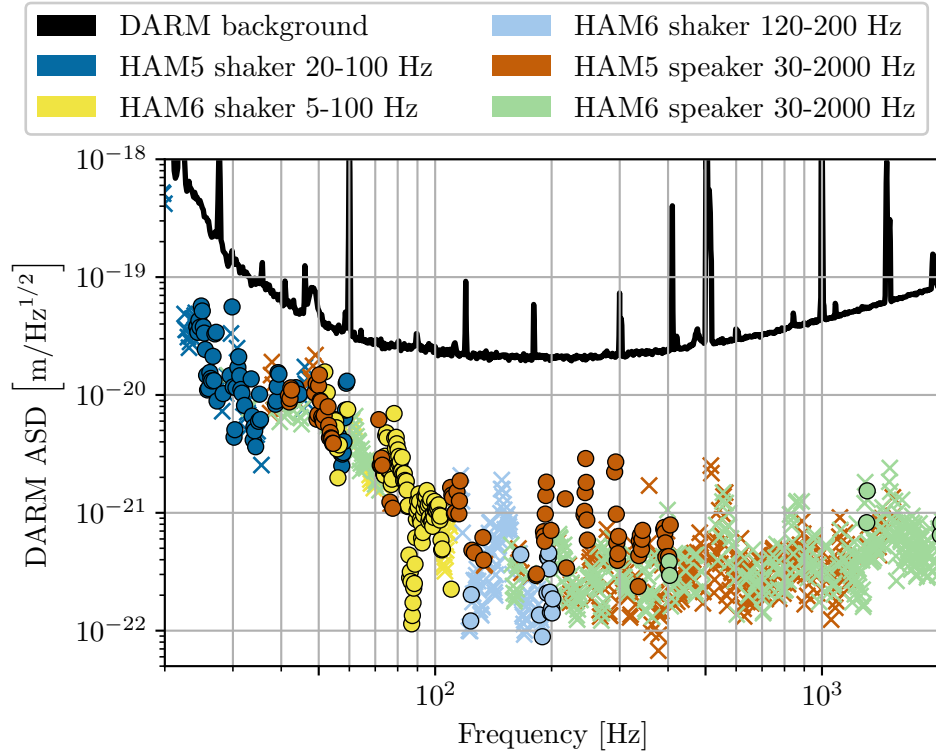 DARM background
HAM5 shaker 20-100 Hz
HAM6 shaker 5-100 Hz
HAM6 shaker 120-200 Hz
HAM5 speaker 30-2000 Hz
HAM6 speaker 30-2000 Hz
DARM ASD [m/Hz^{1/2}]
10^{-18}
10^{-19}
10^{-20}
10^{-21}
10^{-22}
10^2
10^3
Frequency [Hz]